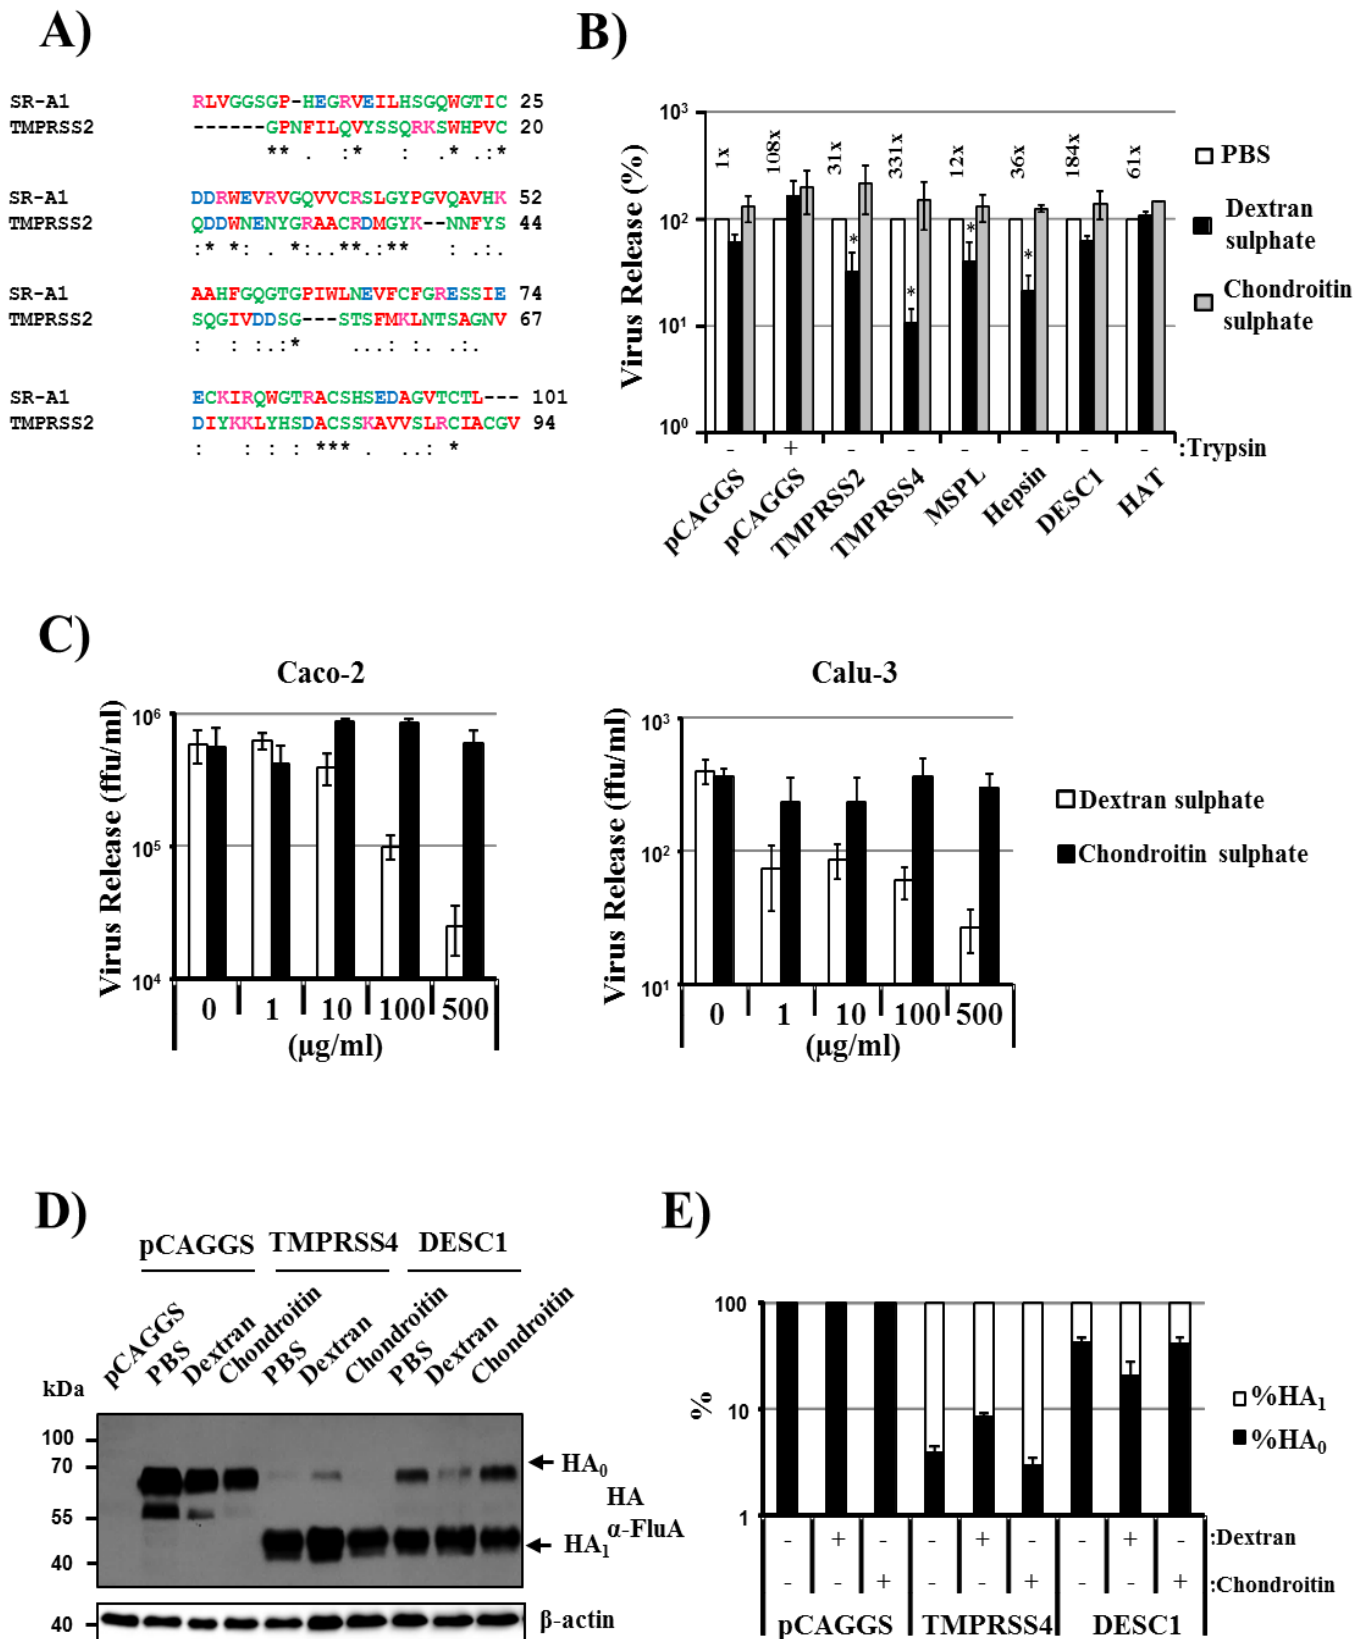 A)
SR-A1 RLVGGSGP-HEGRVEILHSGQWGTIC 25
TMPRSS2 ------GPNFILQVYSSQRKSWHPVC 20
** . :* : * .:*
SR-A1 DDRWEVRVGQVVCRSLGYPGVQAVHK 52
TMPRSS2 QDDWNENYGRAACRDMGYK--NNFYS 44
:* *: . *:..**:** : . :.
SR-A1 AAHFGQGTGPIWLNEVFCFGRESSIE 74
TMPRSS2 SQGIVDDSG---STSFMKLNTSAGNV 67
: : :.:* ...: . .:.
SR-A1 ECKIRQWGTRACSHSEDAGVTCTL--- 101
TMPRSS2 DIYKKLYHSDACSSKAVVSLRCIACGV 94
: : : : *** . ..: *
B)
Virus Release (%)
10³
10²
10¹
10⁰
1x 108x 31x 331x 12x 36x 184x 61x
* * * *
PBS
Dextran
sulphate
Chondroitin
sulphate
- + - - - - - - :Trypsin
pCAGGS pCAGGS TMPRSS2 TMPRSS4 MSPL Hepsin DESC1 HAT
C)
Caco-2
Virus Release (ffu/ml)
10⁶
10⁵
10⁴
0 1 10 100 500
(µg/ml)
Calu-3
Virus Release (ffu/ml)
10³
10²
10¹
0 1 10 100 500
(µg/ml)
Dextran sulphate
Chondroitin sulphate
D)
pCAGGS TMPRSS4 DESC1
pCAGGS PBS Dextran Chondroitin PBS Dextran Chondroitin PBS Dextran Chondroitin
kDa
100
70
55
40
HA₀
HA
α-FluA
HA₁
40
β-actin
E)
%
100
10
1
%HA₁
%HA₀
- + - - + - - + - :Dextran
- - + - - + - - + :Chondroitin
pCAGGS TMPRSS4 DESC1